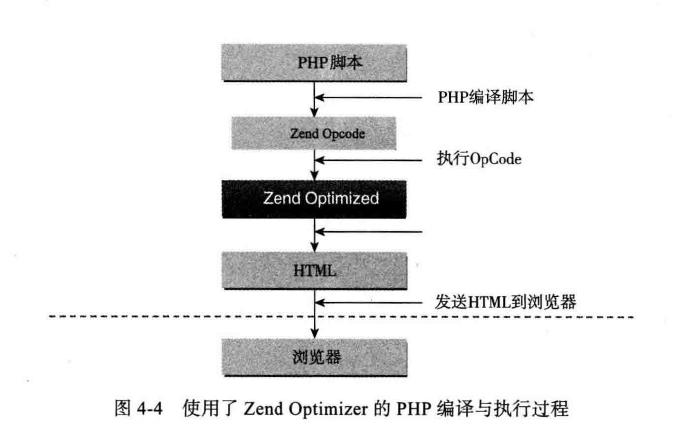 PHP脚本
PHP编译脚本
Zend Opcode
执行OpCode
Zend Optimized
HTML
发送HTML到浏览器
浏览器
图 4-4 使用了 Zend Optimizer 的 PHP 编译与执行过程